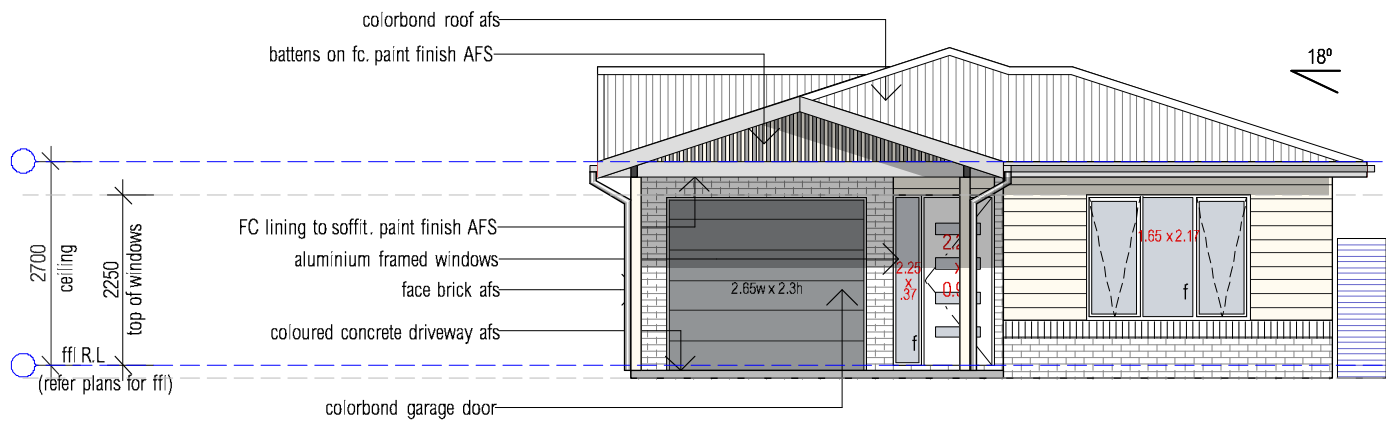 colorbond roof afs
battens on fc. paint finish AFS
18º
FC lining to soffit. paint finish AFS
aluminium framed windows
face brick afs
coloured concrete driveway afs
colorbond garage door
2700
ceiling
2250
top of windows
ffl R.L
(refer plans for ffl)
2.65w x 2.3h
2.25
x
.37
f
x
1.65 x 2.17
f